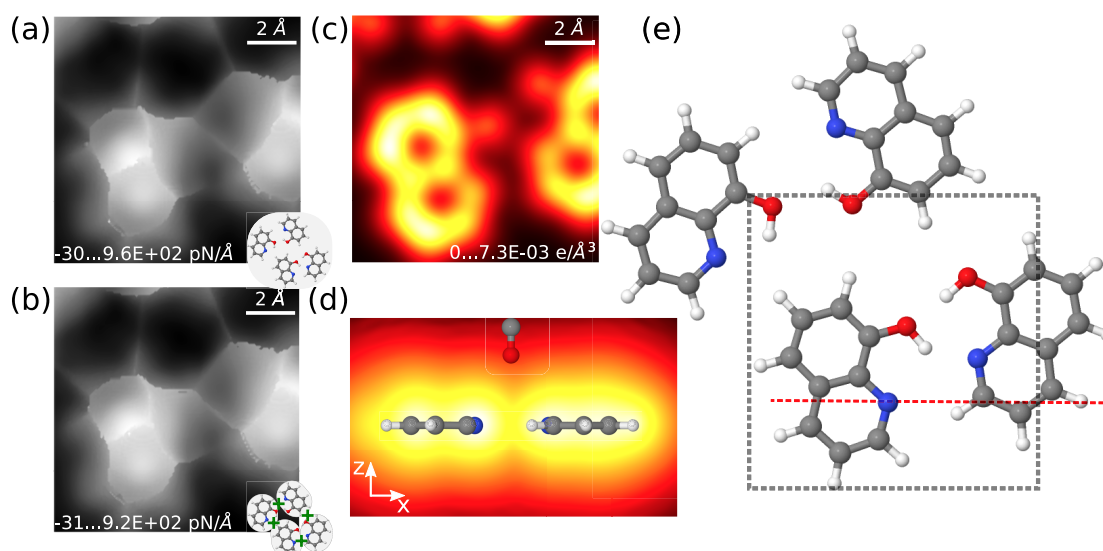 (a)
2 Å
-30...9.6E+02 pN/Å
(b)
2 Å
-31...9.2E+02 pN/Å
(c)
2 Å
0...7.3E-03 e/Å³
(d)
z
x
(e)